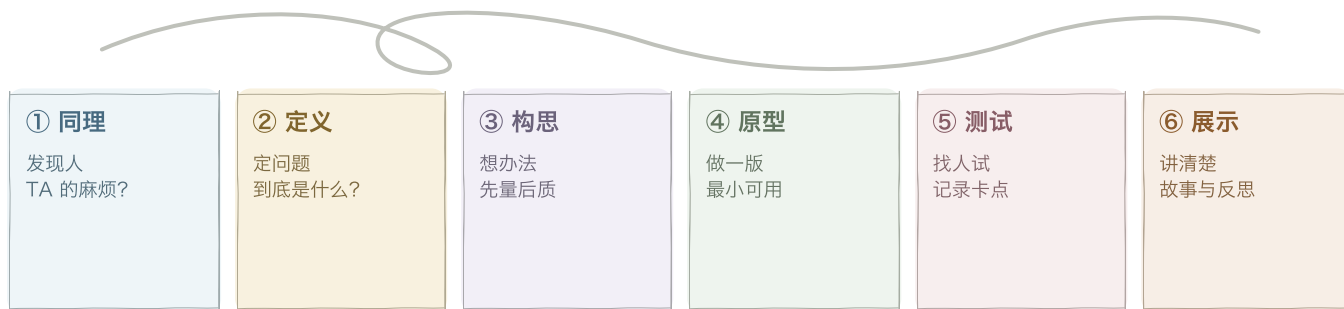 ① 同理
发现人
TA 的麻烦？
② 定义
定问题
到底是什么？
③ 构思
想办法
先量后质
④ 原型
做一版
最小可用
⑤ 测试
找人试
记录卡点
⑥ 展示
讲清楚
故事与反思